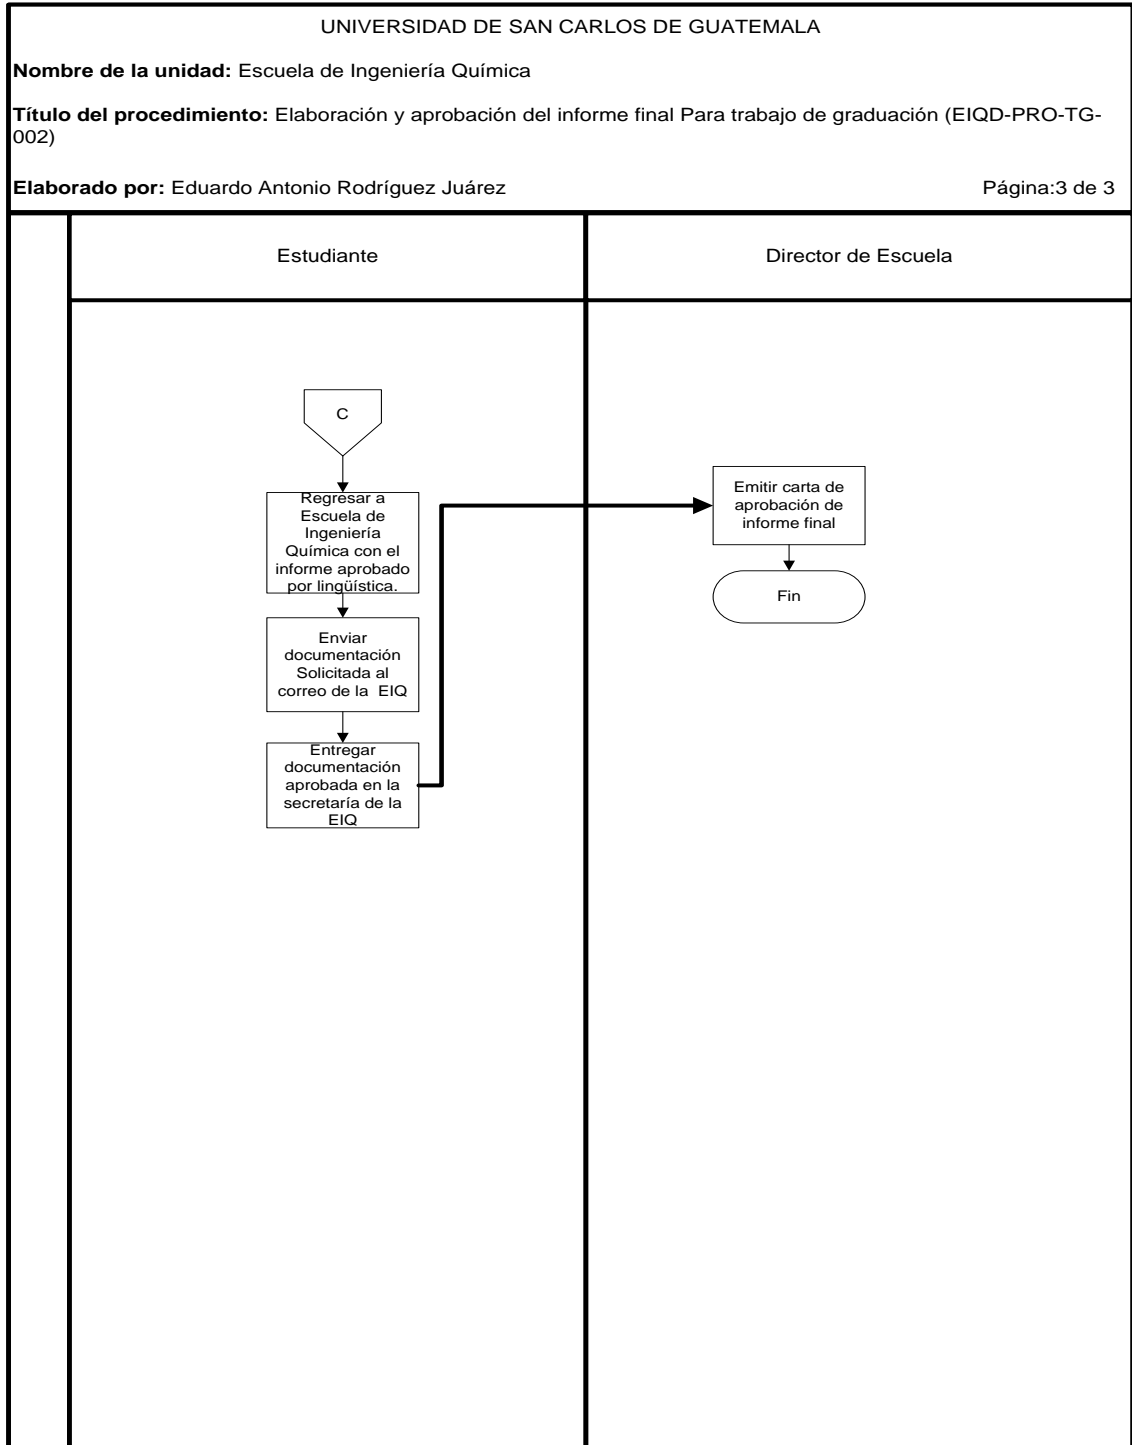 UNIVERSIDAD DE SAN CARLOS DE GUATEMALA
Nombre de la unidad: Escuela de Ingeniería Química
Título del procedimiento: Elaboración y aprobación del informe final Para trabajo de graduación (EIQD-PRO-TG-
002)
Elaborado por: Eduardo Antonio Rodríguez Juárez
Página:3 de 3
Estudiante
Director de Escuela
C
Regresar a
Escuela de
Ingeniería
Química con el
informe aprobado
por lingüística.
Enviar
documentación
Solicitada al
correo de la  EIQ
Entregar
documentación
aprobada en la
secretaría de la
EIQ
Emitir carta de
aprobación de
informe final
Fin